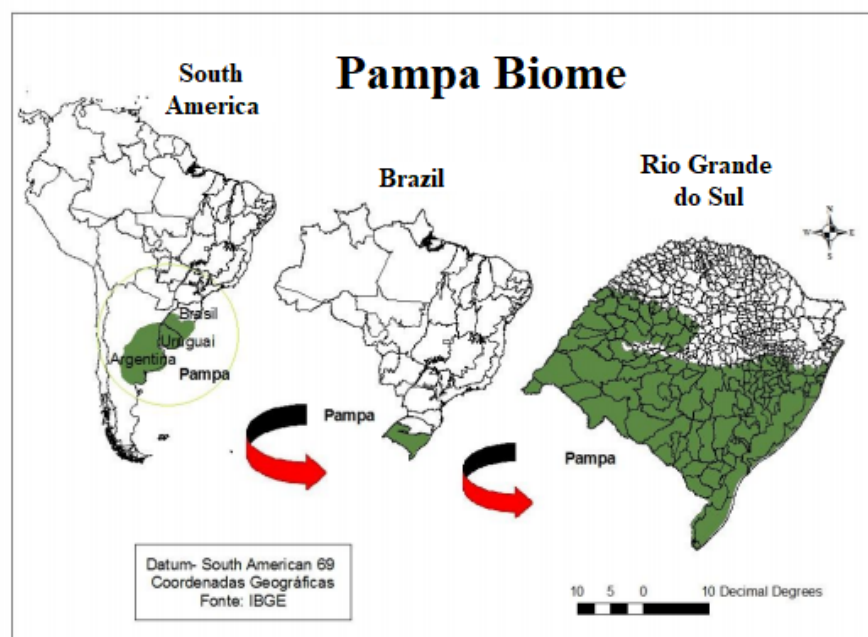 Pampa Biome
South
America
Brazil
Rio Grande
do Sul
N
W E
S
Brasil
Uruguai
Argentina
Pampa
Pampa
Pampa
Datum- South American 69
Coordenadas Geográficas
Fonte: IBGE
10 5 0 10 Decimal Degrees